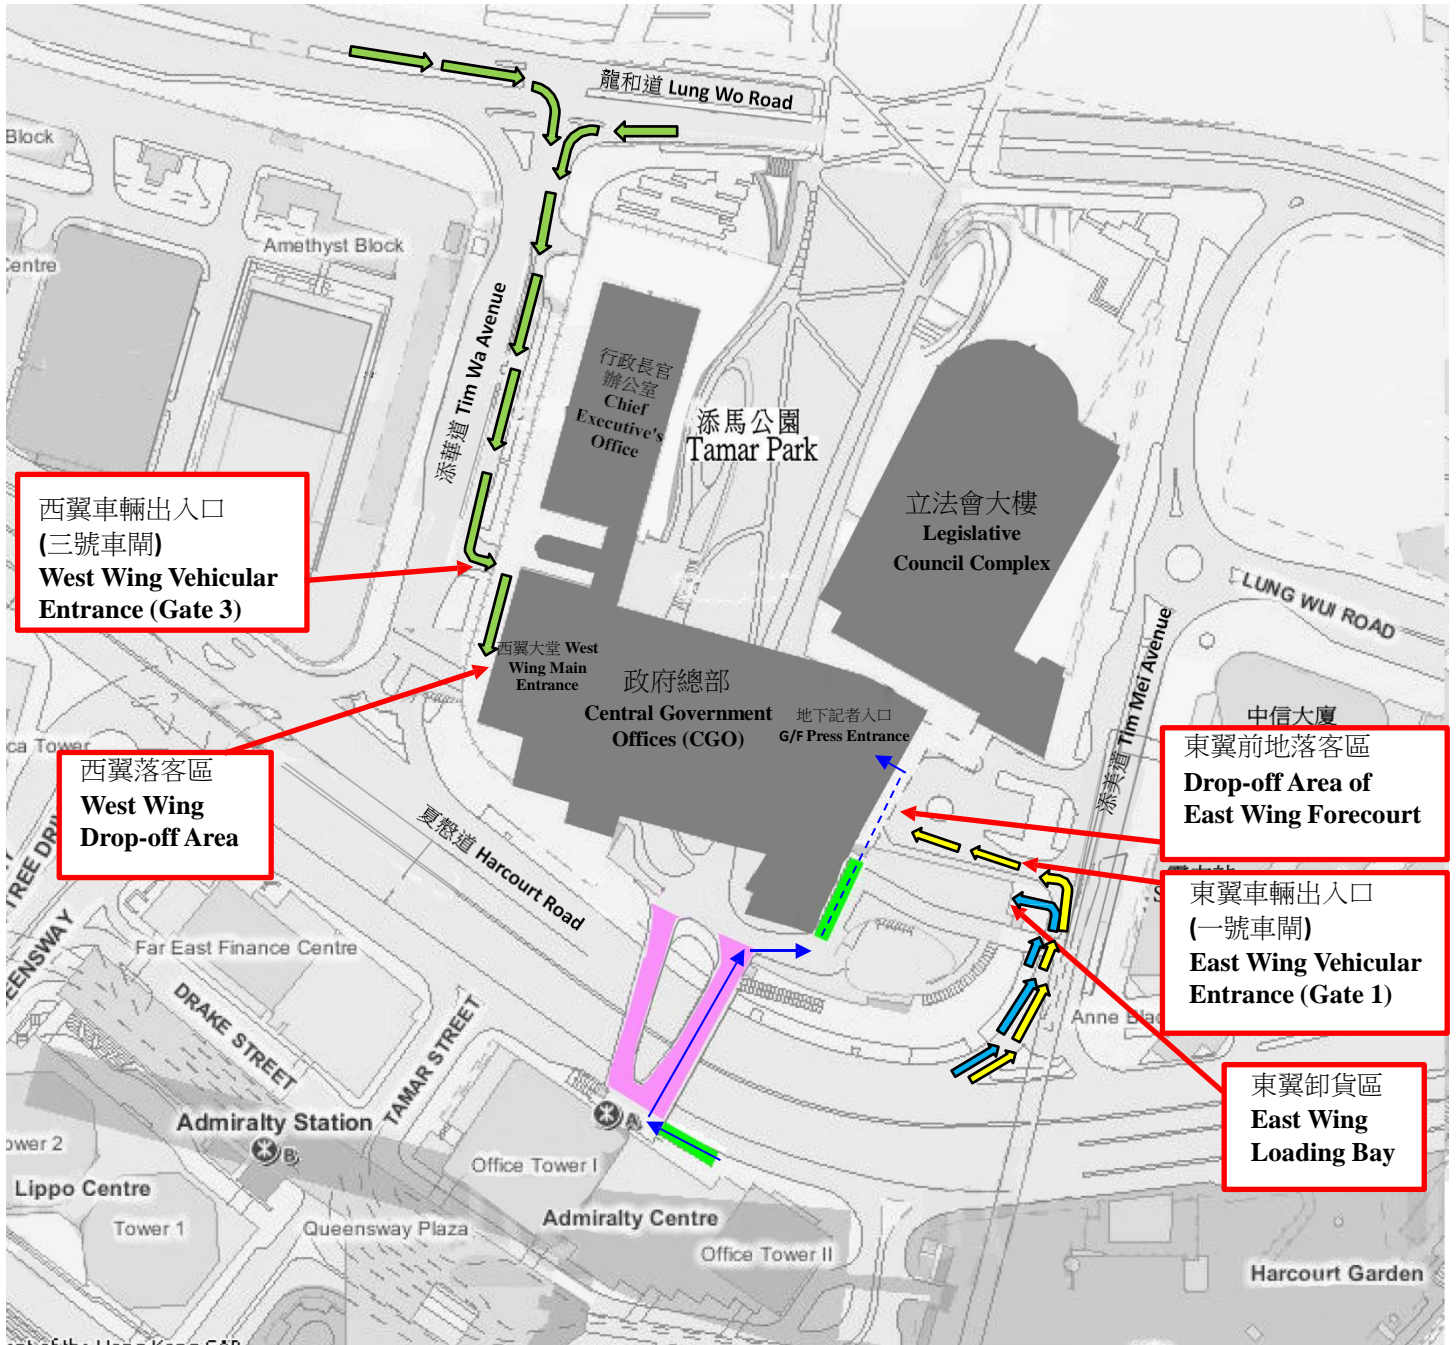 龍和道 Lung Wo Road
Block
Amethyst Block
Centre
添華道 Tim Wa Avenue
行政長官
辦公室
Chief
Executive's
Office
添馬公園
Tamar Park
立法會大樓
Legislative
Council Complex
西翼車輛出入口
(三號車閘)
West Wing Vehicular
Entrance (Gate 3)
LUNG WUI ROAD
添美道 Tim Mei Avenue
西翼大堂 West
Wing Main
Entrance
政府總部
Central Government
Offices (CGO)
地下記者入口
G/F Press Entrance
中信大廈
東翼前地落客區
Drop-off Area of
East Wing Forecourt
ca Tower
西翼落客區
West Wing
Drop-off Area
夏慤道 Harcourt Road
東翼車輛出入口
(一號車閘)
East Wing Vehicular
Entrance (Gate 1)
Far East Finance Centre
DRAKE STREET
TAMAR STREET
Anne Blac
東翼卸貨區
East Wing
Loading Bay
Admiralty Station
B
A
ower 2
Lippo Centre
Tower 1
Office Tower I
Queensway Plaza
Admiralty Centre
Office Tower II
Harcourt Garden